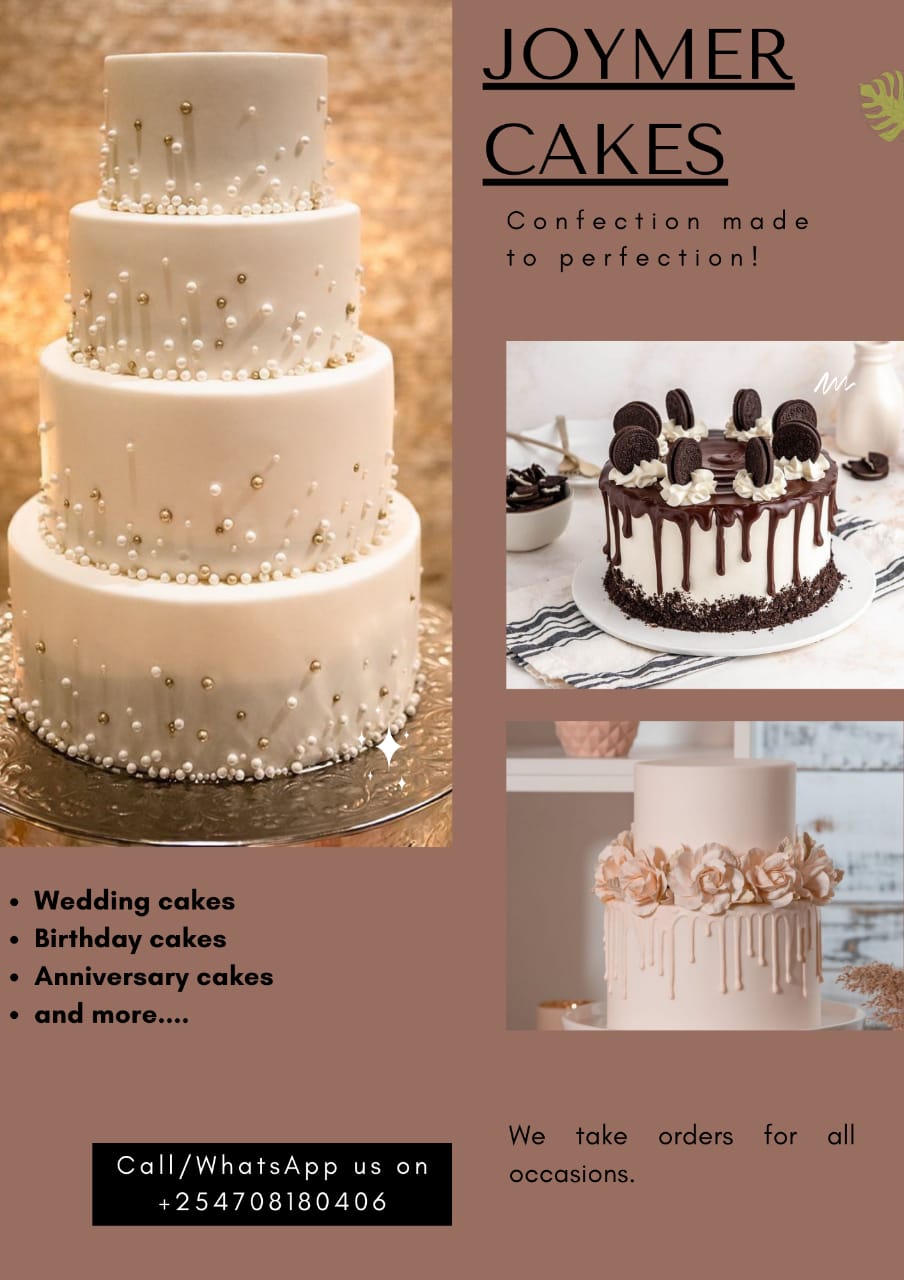 JOYMER
CAKES
Confection made
to perfection!
• Wedding cakes
• Birthday cakes
• Anniversary cakes
• and more....
We take orders for all
occasions.
Call/WhatsApp us on
+254708180406